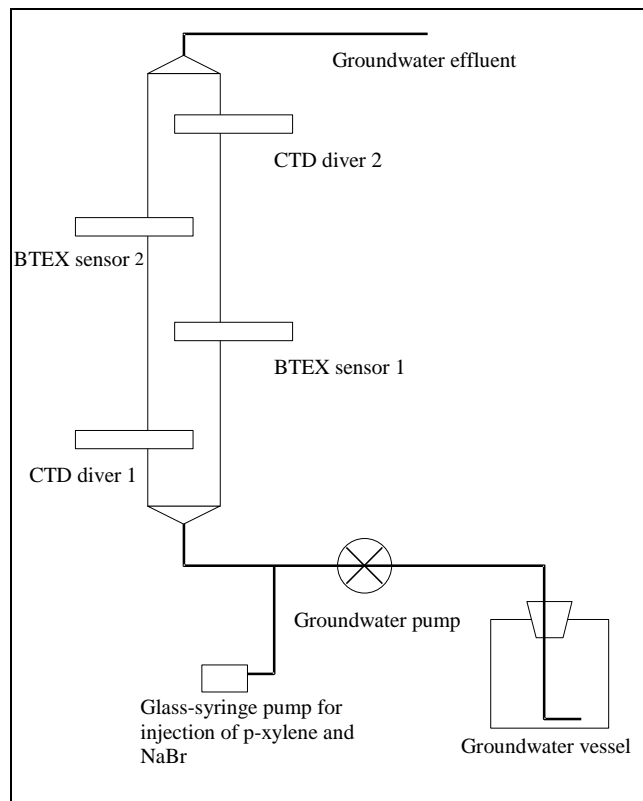 Groundwater effluent
CTD diver 2
BTEX sensor 2
BTEX sensor 1
CTD diver 1
Groundwater pump
Glass-syringe pump for
injection of p-xylene and
NaBr
Groundwater vessel